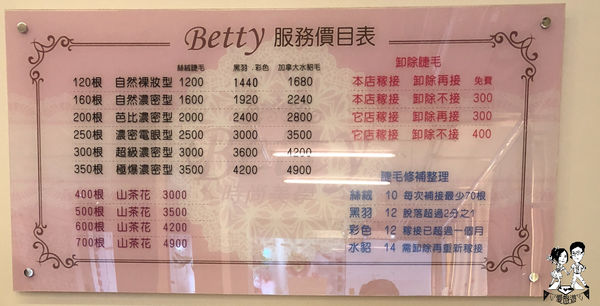 Betty 服務價目表
絲絨睫毛 黑羽.彩色 加拿大水貂毛
120根 自然裸妝型 1200 1440 1680
160根 自然濃密型 1600 1920 2240
200根 芭比濃密型 2000 2400 2800
250根 濃密電眼型 2500 3000 3500
300根 超級濃密型 3000 3600 4200
350根 極爆濃密型 3500 4200 4900
400根 山茶花 3000
500根 山茶花 3500
600根 山茶花 4200
700根 山茶花 4900
卸除睫毛
本店稼接 卸除再接 免費
本店稼接 卸除不接 300
它店稼接 卸除再接 300
它店稼接 卸除不接 400
睫毛修補整理
絲絨 10 每次補接最少70根
黑羽 12 脫落超過2分之1
彩色 12 稼接已超過一個月
水貂 14 需卸除再重新稼接